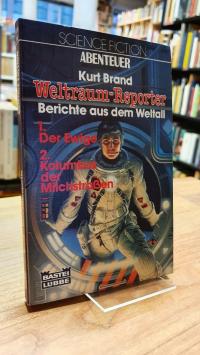 SCIENCE FICTION
ABENTEUER
Kurt Brand
Weltraum-Reporter
Berichte aus dem Weltall
1.
Der Ewige
2.
Kolumbus
der
Milchstraßen
BASTEI
LÜBBE